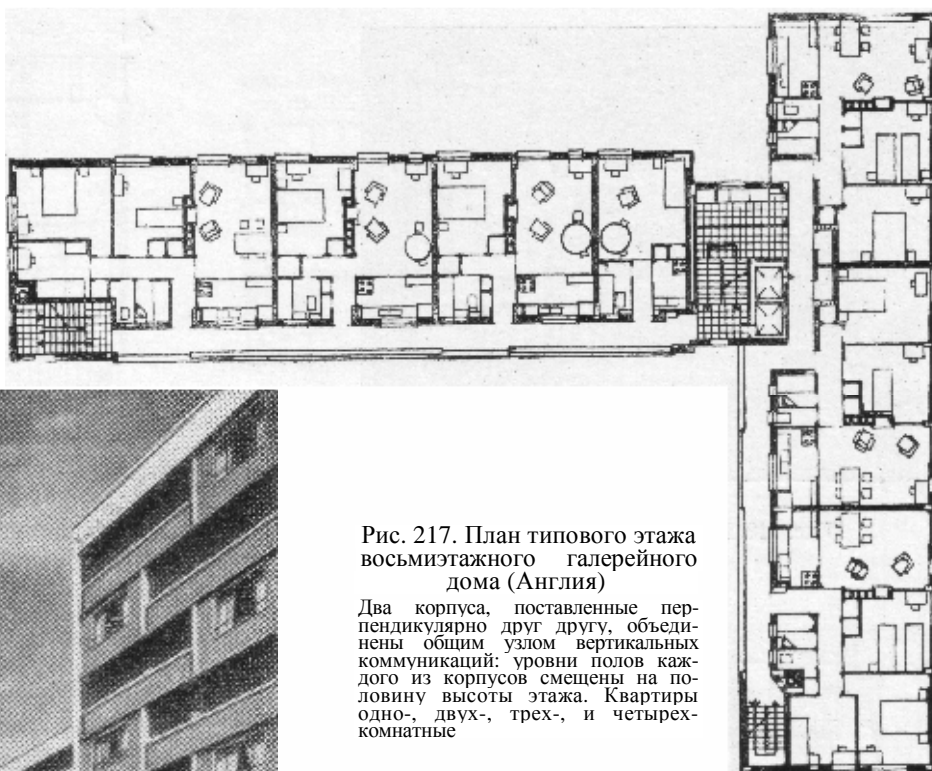 Рис. 217. План типового этажа
восьмиэтажного галерейного
дома (Англия)
Два корпуса, поставленные пер-
пендикулярно друг другу, объеди-
нены общим узлом вертикальных
коммуникаций: уровни полов каж-
дого из корпусов смещены на по-
ловину высоты этажа. Квартиры
одно-, двух-, трех-, и четырех-
комнатные